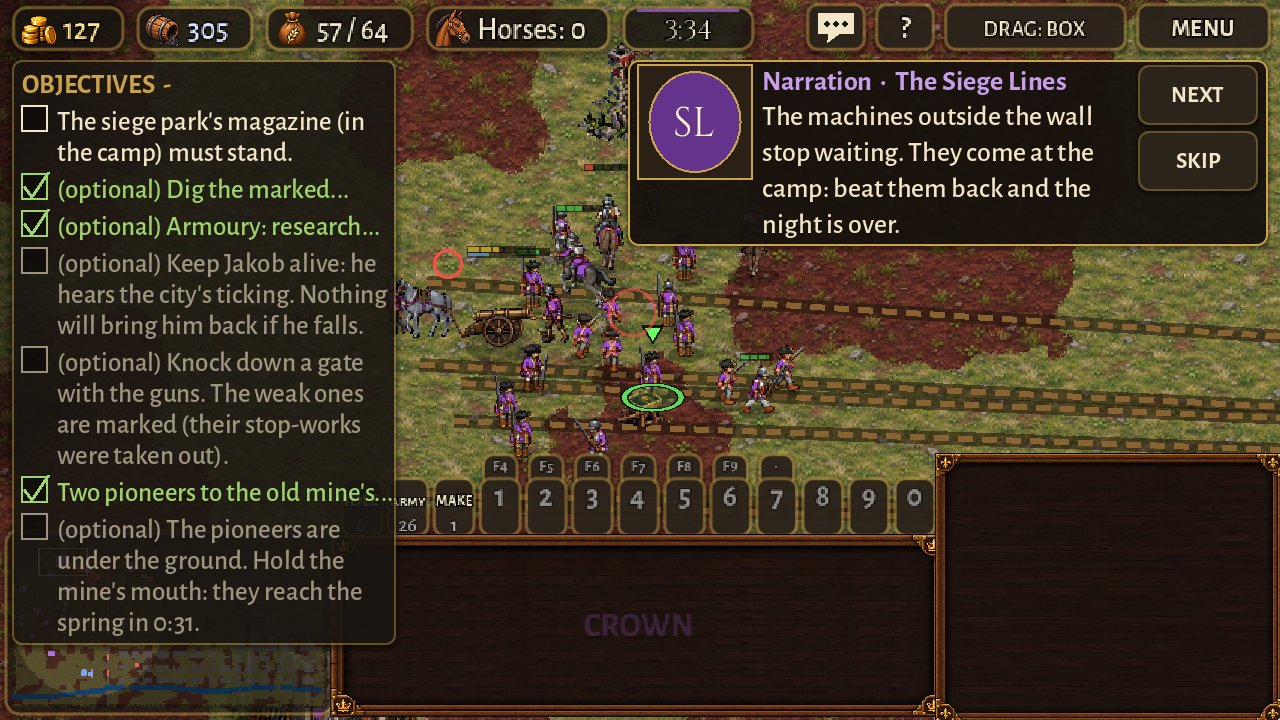 127
305
57/64
Horses: 0
3:34
?
DRAG: BOX
MENU
OBJECTIVES -
The siege park's magazine (in
the camp) must stand.
(optional) Dig the marked...
(optional) Armoury: research...
(optional) Keep Jakob alive: he
hears the city's ticking. Nothing
will bring him back if he falls.
(optional) Knock down a gate
with the guns. The weak ones
are marked (their stop-works
were taken out).
Two pioneers to the old mine's...
(optional) The pioneers are
under the ground. Hold the
mine's mouth: they reach the
spring in 0:31.
SL
Narration · The Siege Lines
The machines outside the wall
stop waiting. They come at the
camp: beat them back and the
night is over.
NEXT
SKIP
F4 F5 F6 F7 F8 F9 .
MAKE 1 2 3 4 5 6 7 8 9 0
6 26 1
CROWN